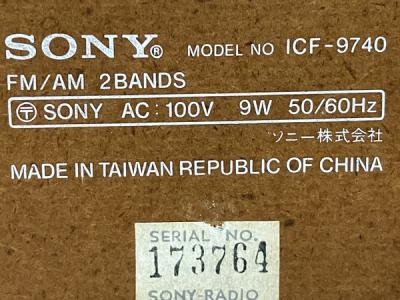 SONY® MODEL NO ICF-9740
FM/AM 2BANDS
〒 SONY AC: 100V 9W 50/60Hz
ソニー株式会社
MADE IN TAIWAN REPUBLIC OF CHINA
SERIAL NO.
173764
SONY-RADIO